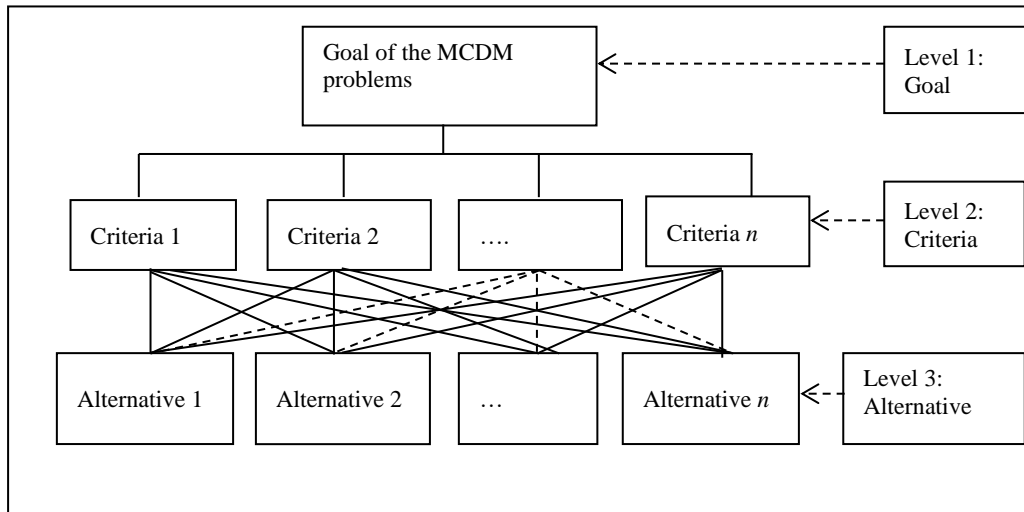 Goal of the MCDM
problems
Level 1:
Goal
Criteria 1
Criteria 2
….
Criteria n
Level 2:
Criteria
Alternative 1
Alternative 2
…
Alternative n
Level 3:
Alternative